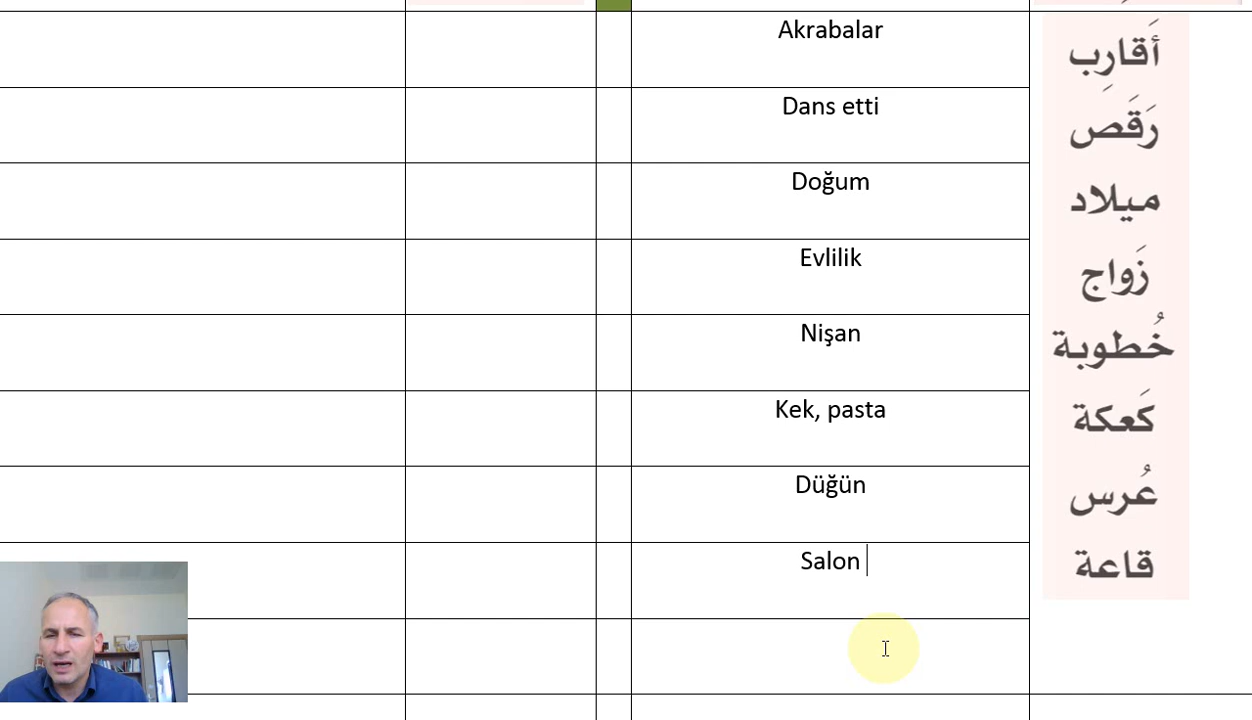 Akrabalar
أَقارِب
Dans etti
رَقَص
Doğum
ميلاد
Evlilik
زَواج
Nişan
خُطوبة
Kek, pasta
كَعكة
Düğün
عُرس
Salon
قاعة